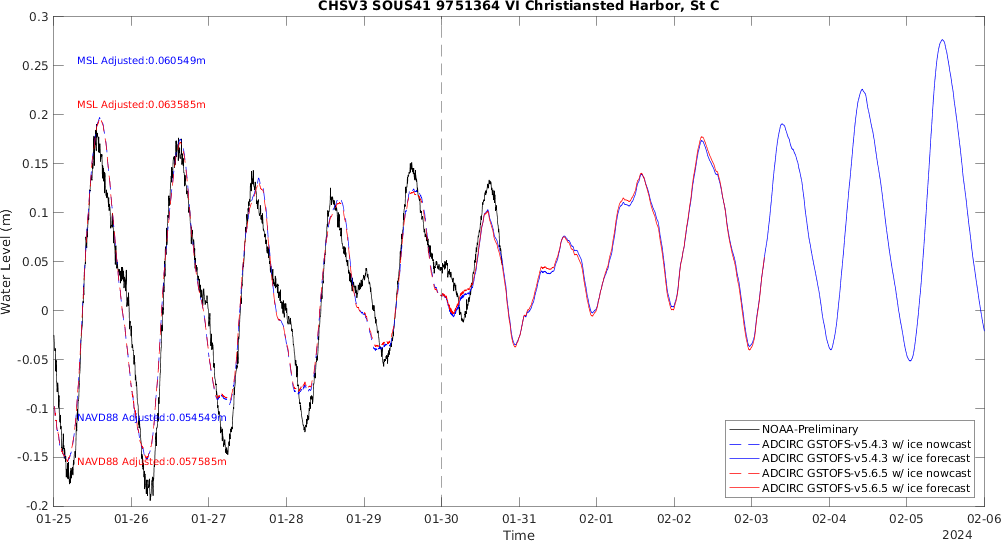 CHSV3 SOUS41 9751364 VI Christiansted Harbor, St C
0.3
0.25
0.2
0.15
0.1
0.05
0
-0.05
-0.1
-0.15
-0.2
Water Level (m)
MSL Adjusted:0.060549m
MSL Adjusted:0.063585m
NAVD88 Adjusted:0.054549m
NAVD88 Adjusted:0.057585m
NOAA-Preliminary
ADCIRC GSTOFS-v5.4.3 w/ ice nowcast
ADCIRC GSTOFS-v5.4.3 w/ ice forecast
ADCIRC GSTOFS-v5.6.5 w/ ice nowcast
ADCIRC GSTOFS-v5.6.5 w/ ice forecast
01-25 01-26 01-27 01-28 01-29 01-30 01-31 02-01 02-02 02-03 02-04 02-05 02-06
Time
2024